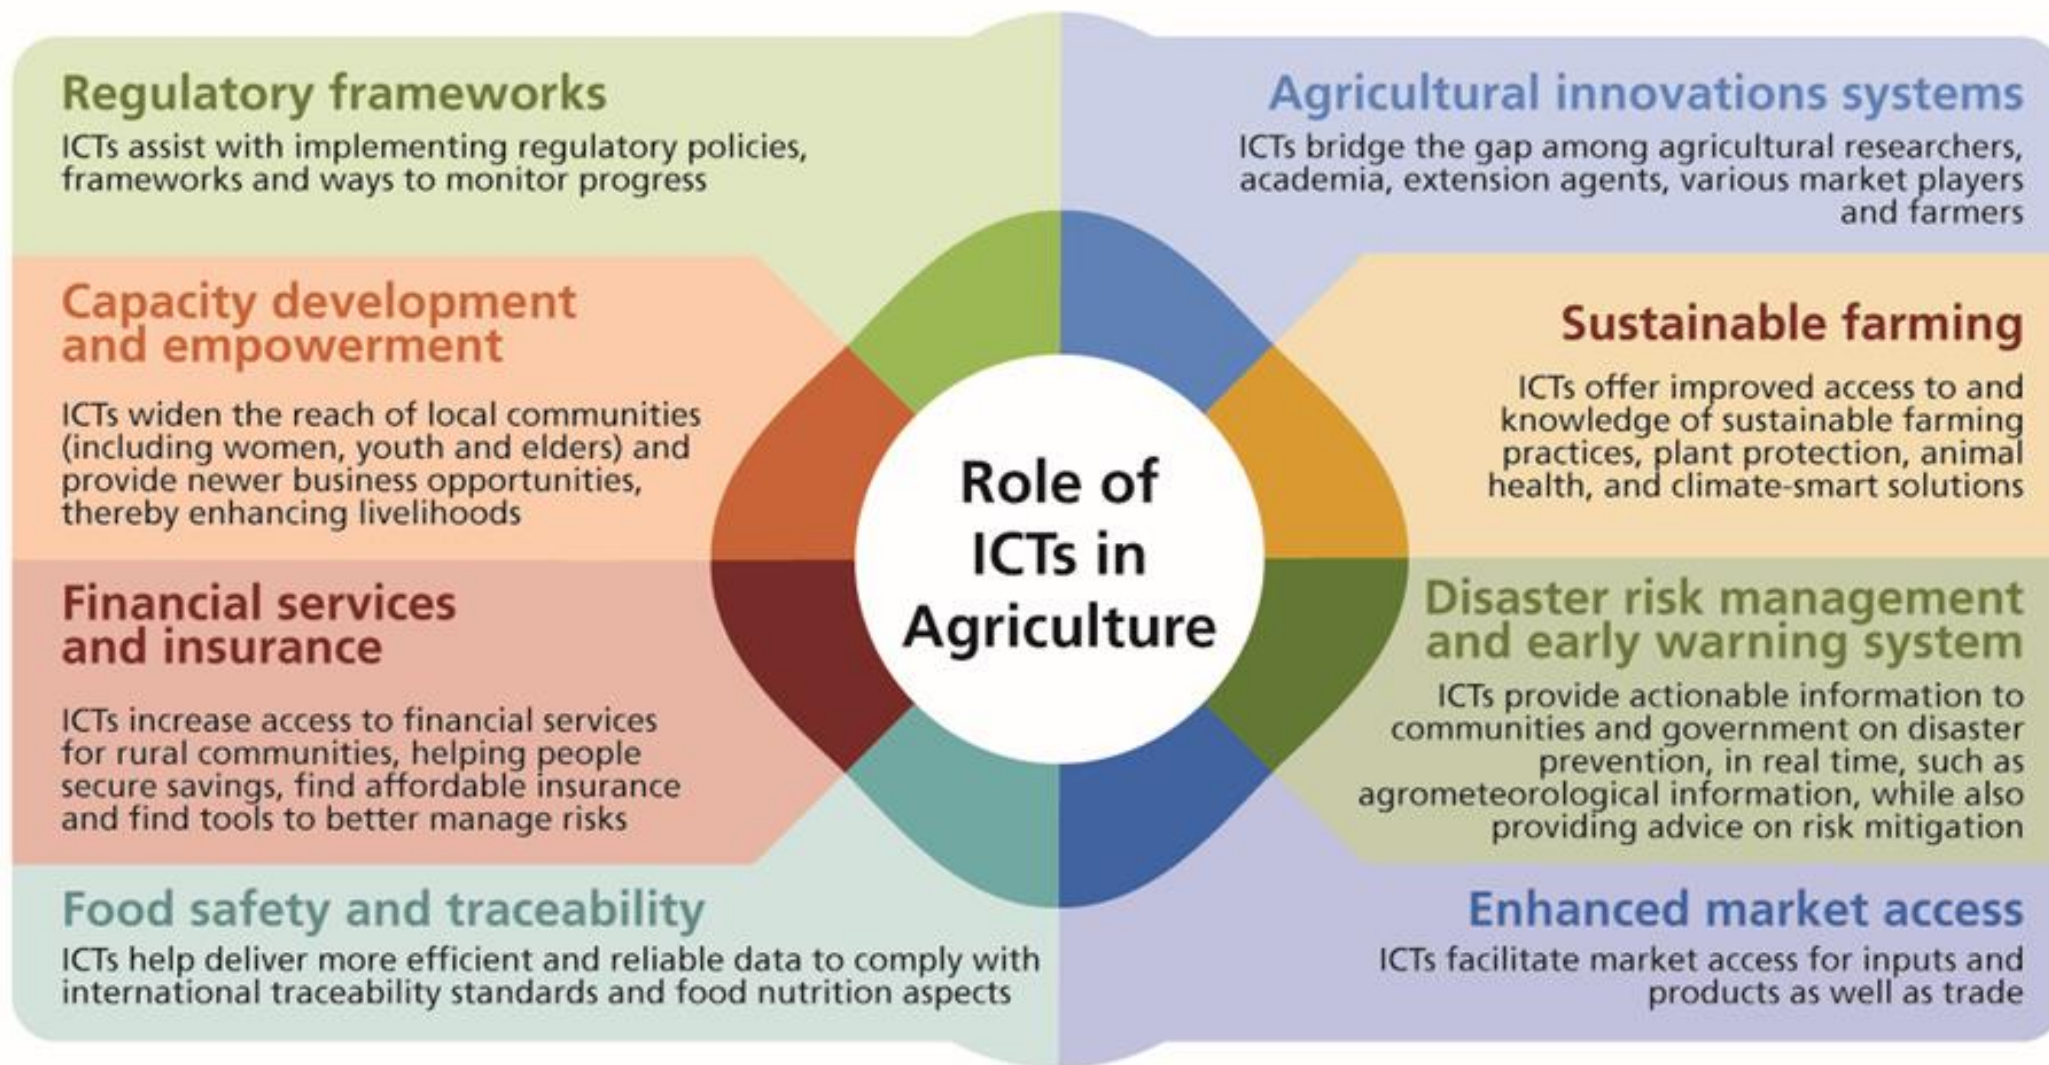 Regulatory frameworks
ICTs assist with implementing regulatory policies,
frameworks and ways to monitor progress
Capacity development
and empowerment
ICTs widen the reach of local communities
(including women, youth and elders) and
provide newer business opportunities,
thereby enhancing livelihoods
Financial services
and insurance
ICTs increase access to financial services
for rural communities, helping people
secure savings, find affordable insurance
and find tools to better manage risks
Food safety and traceability
ICTs help deliver more efficient and reliable data to comply with
international traceability standards and food nutrition aspects
Role of
ICTs in
Agriculture
Agricultural innovations systems
ICTs bridge the gap among agricultural researchers,
academia, extension agents, various market players
and farmers
Sustainable farming
ICTs offer improved access to and
knowledge of sustainable farming
practices, plant protection, animal
health, and climate-smart solutions
Disaster risk management
and early warning system
ICTs provide actionable information to
communities and government on disaster
prevention, in real time, such as
agrometeorological information, while also
providing advice on risk mitigation
Enhanced market access
ICTs facilitate market access for inputs and
products as well as trade